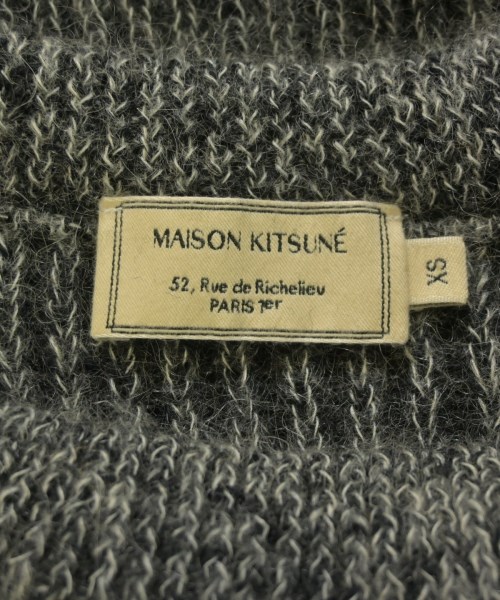 MAISON KITSUNÉ
52, Rue de Richelieu
PARIS 1er
XS